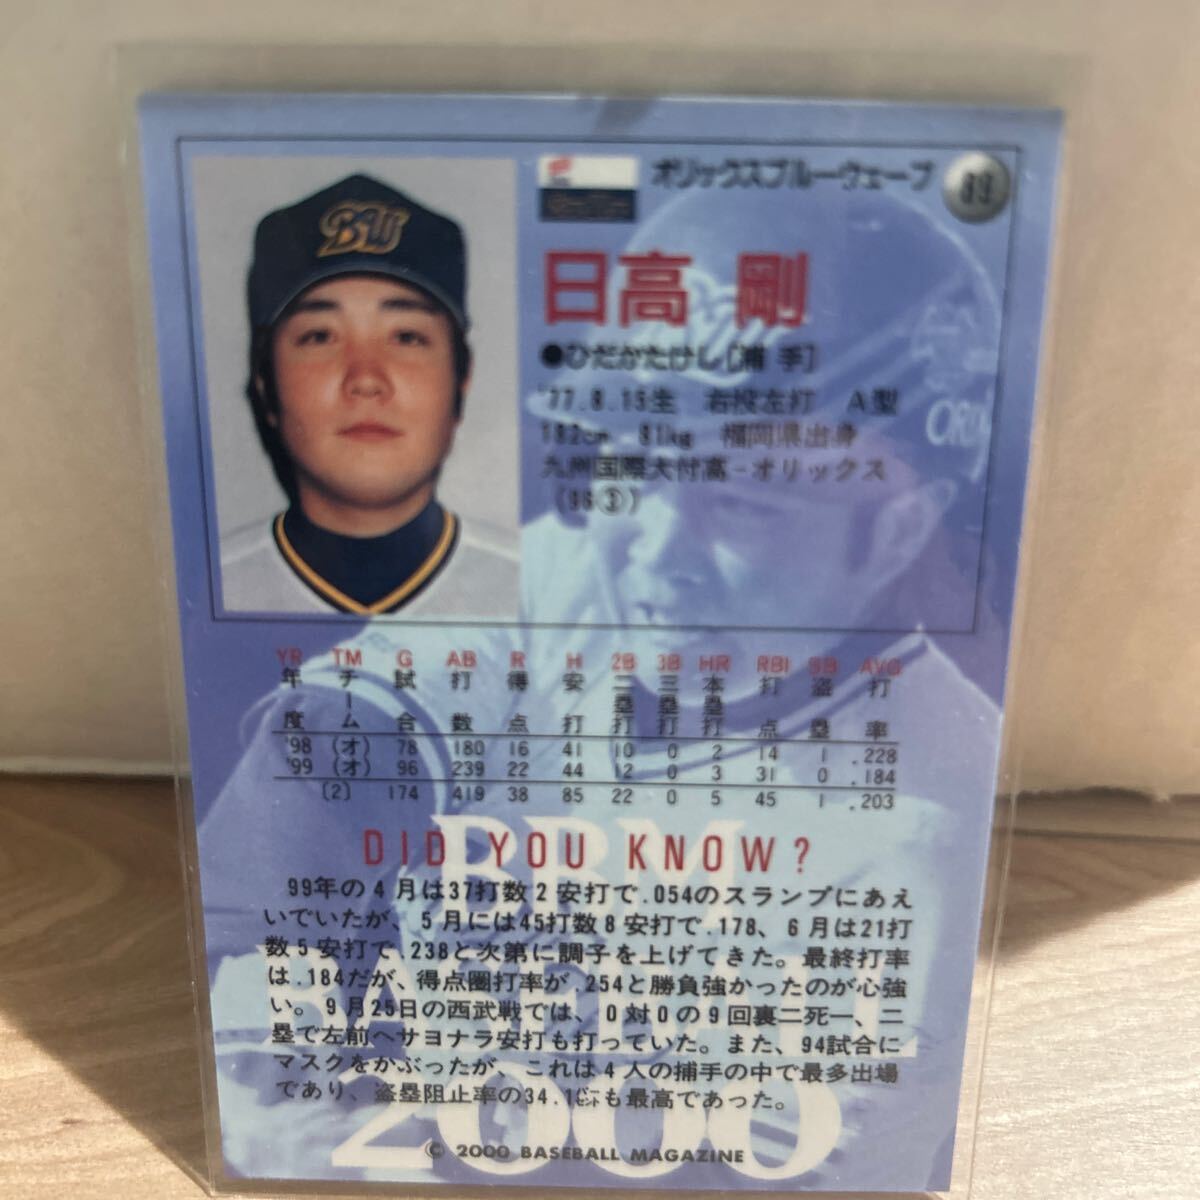 オリックスブルーウェーブ
BW
日高 剛
●ひだかたけし[捕 手]
'77.8.15生 右投左打 A型
182cm 81kg 福岡県出身
九州国際大付高－オリックス
(96③)
YR TM G AB R H 2B 3B HR RBI SB AVG
年度 チーム 試合 打数 得点 安打 二塁打 三塁打 本塁打 打点 盗塁 打率
'98 (オ) 78 180 16 41 10 0 2 14 1 .228
'99 (オ) 96 239 22 44 12 0 3 31 0 .184
〔2〕 174 419 38 85 22 0 5 45 1 .203
DID YOU KNOW?
99年の4月は37打数2安打で.054のスランプにあえ
いでいたが、5月には45打数8安打で.178、6月は21打
数5安打で.238と次第に調子を上げてきた。最終打率
は.184だが、得点圏打率が.254と勝負強かったのが心強
い。9月25日の西武戦では、0対0の9回裏二死一、二
塁で左前へサヨナラ安打も打っていた。また、94試合に
マスクをかぶったが、これは4人の捕手の中で最多出場
であり、盗塁阻止率の34.1㌫も最高であった。
BBM
BASEBALL
2000
© 2000 BASEBALL MAGAZINE